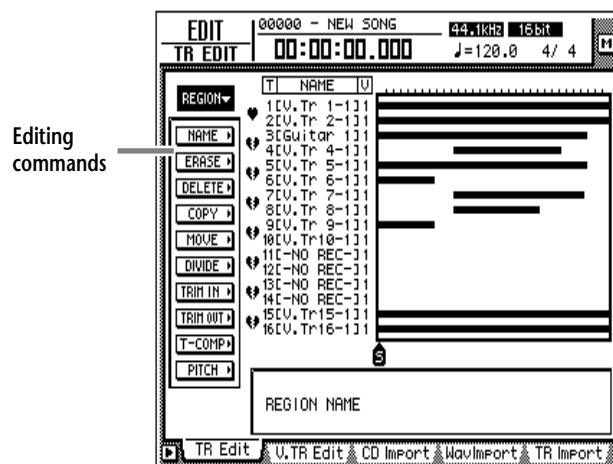 EDIT
TR EDIT
00000 - NEW SONG
00:00:00.000
44.1kHz 16bit
♩=120.0 4/ 4
M
REGION
T NAME V
Editing commands
NAME
ERASE
DELETE
COPY
MOVE
DIVIDE
TRIM IN
TRIM OUT
T-COMP
PITCH
1[V.Tr 1-1]1
2[V.Tr 2-1]1
3[Guitar 1]1
4[V.Tr 4-1]1
5[V.Tr 5-1]1
6[V.Tr 6-1]1
7[V.Tr 7-1]1
8[V.Tr 8-1]1
9[V.Tr 9-1]1
10[V.Tr10-1]1
11[-NO REC-]1
12[-NO REC-]1
13[-NO REC-]1
14[-NO REC-]1
15[V.Tr15-1]1
16[V.Tr16-1]1
S
REGION NAME
TR Edit V.TR Edit CD Import WavImport TR Import